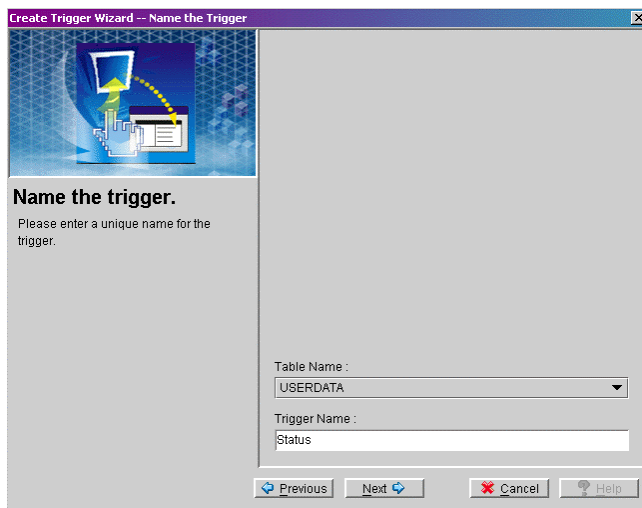 Create Trigger Wizard -- Name the Trigger
Name the trigger.
Please enter a unique name for the
trigger.
Table Name :
USERDATA
Trigger Name :
Status
Previous
Next
Cancel
Help